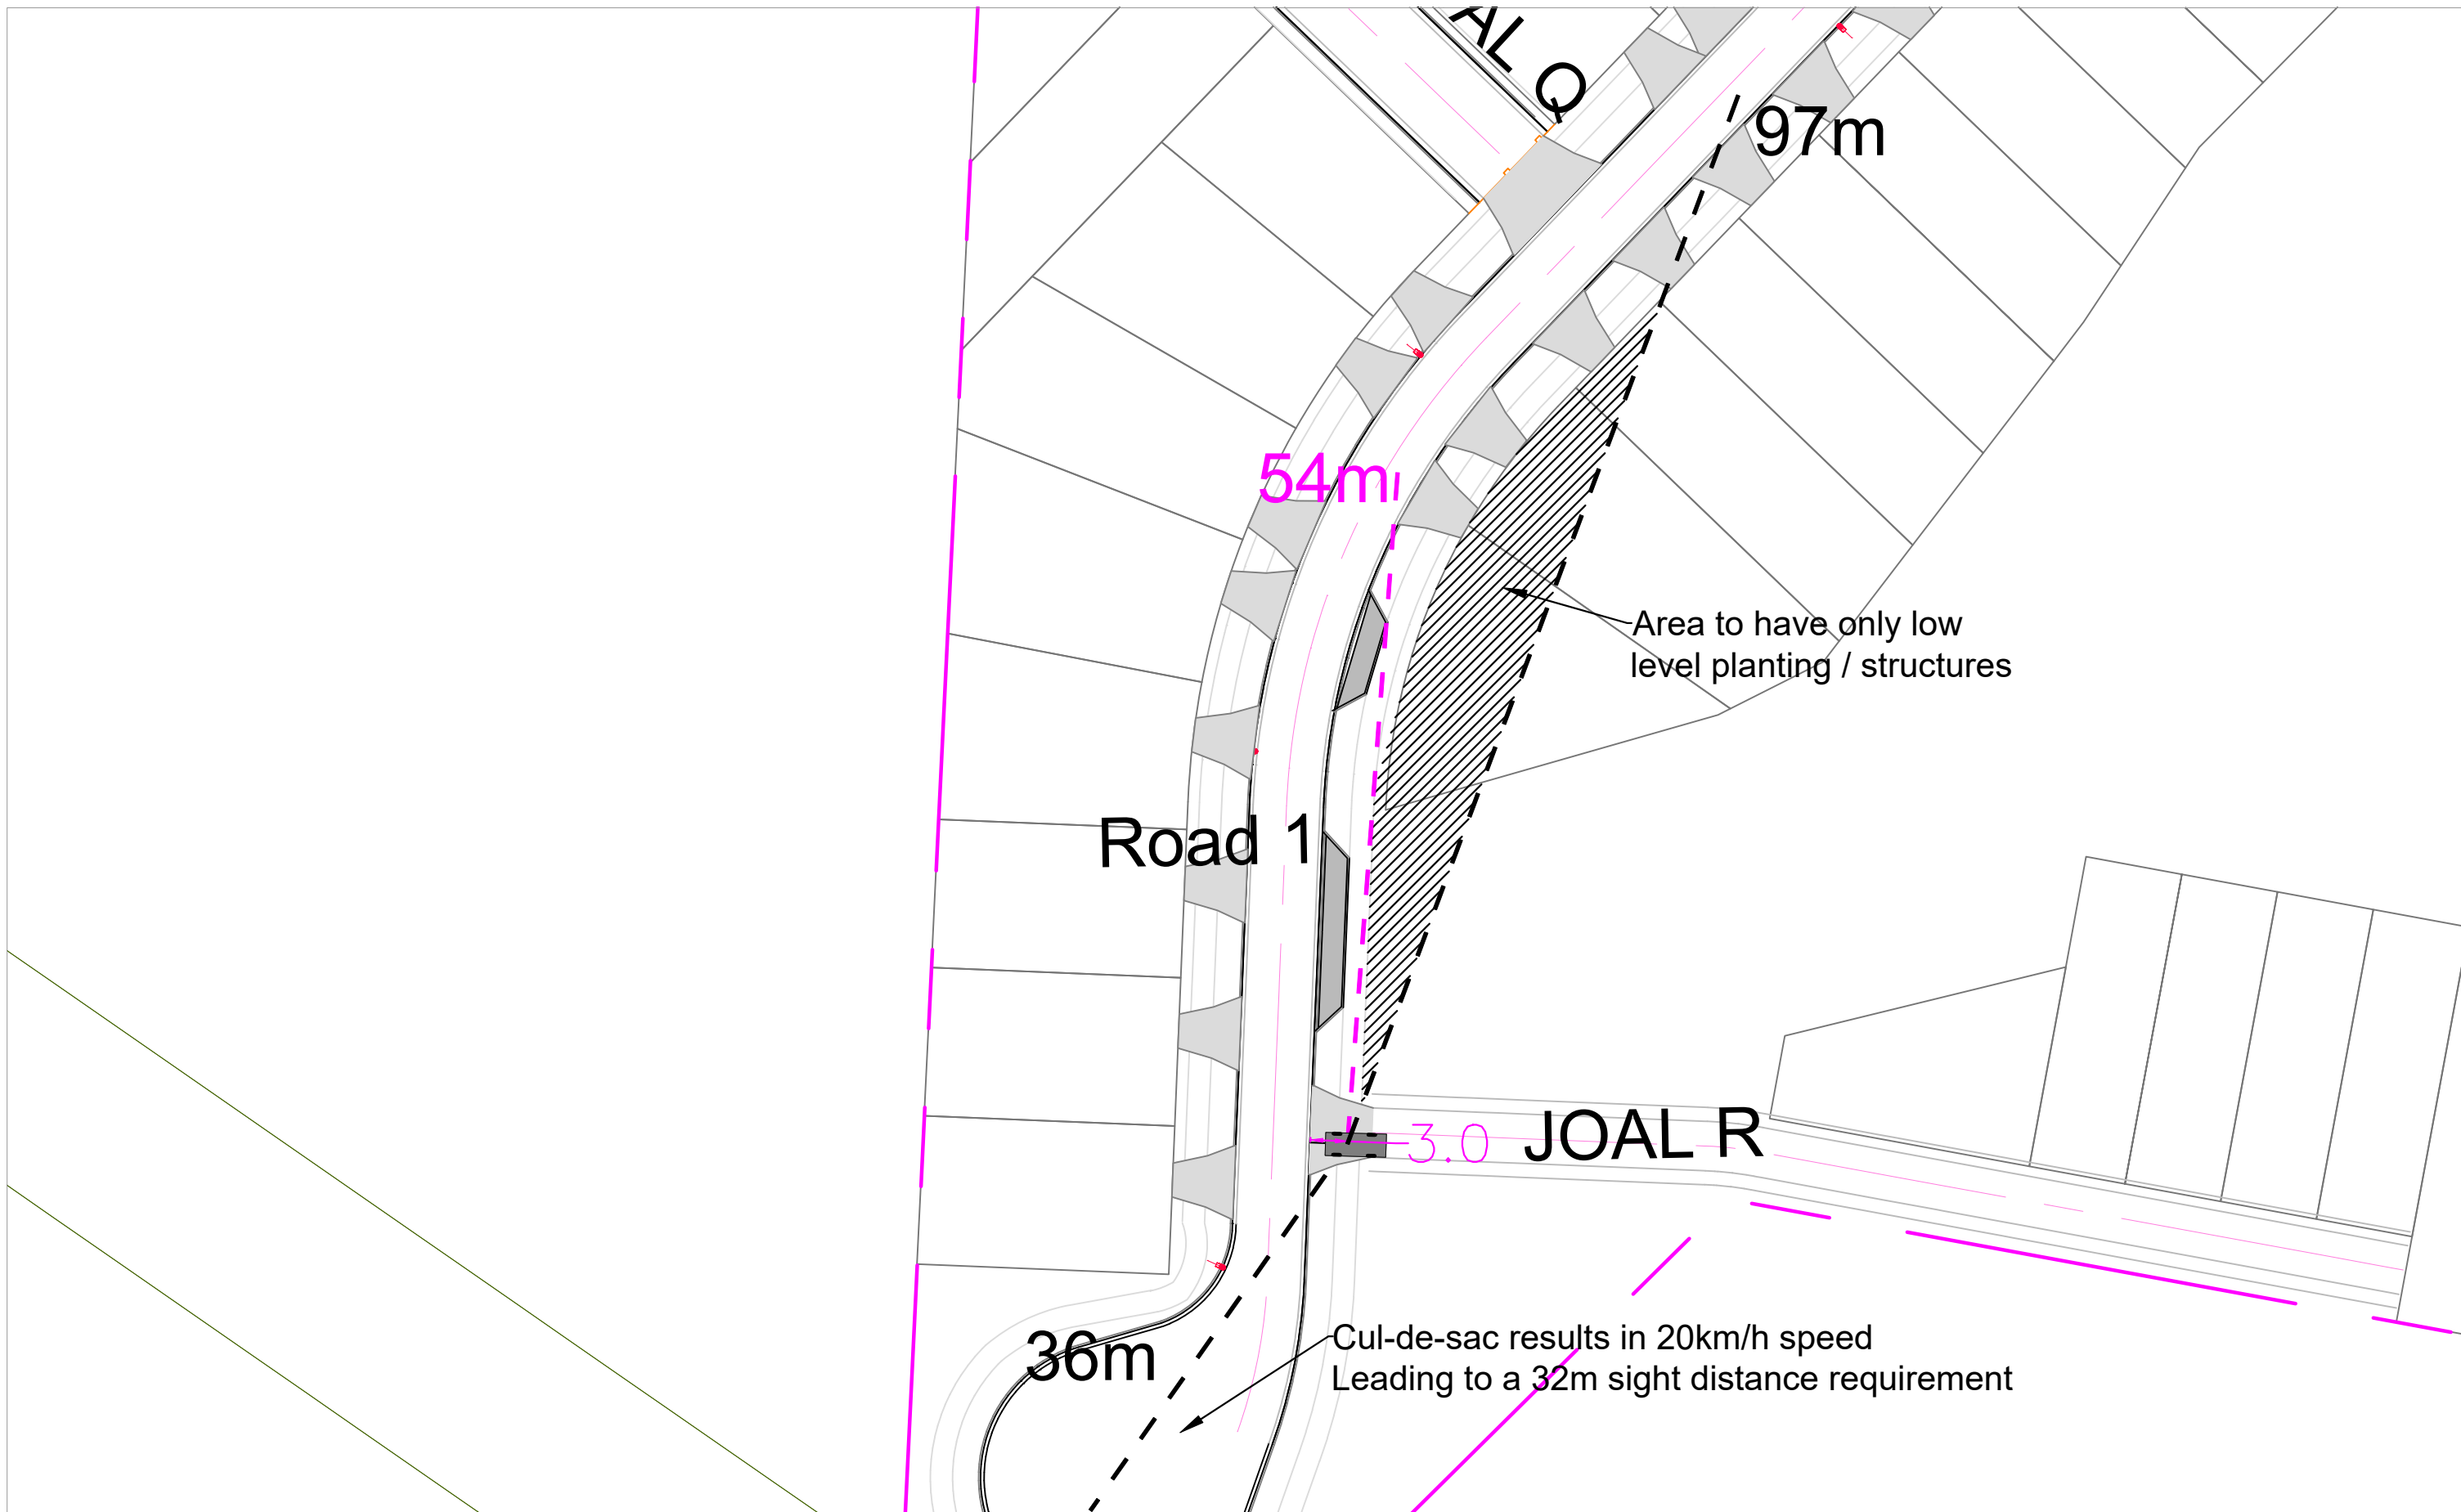 AL Q
97m
54m
Area to have only low
level planting / structures
Road 1
3.0
JOAL R
Cul-de-sac results in 20km/h speed
Leading to a 32m sight distance requirement
36m